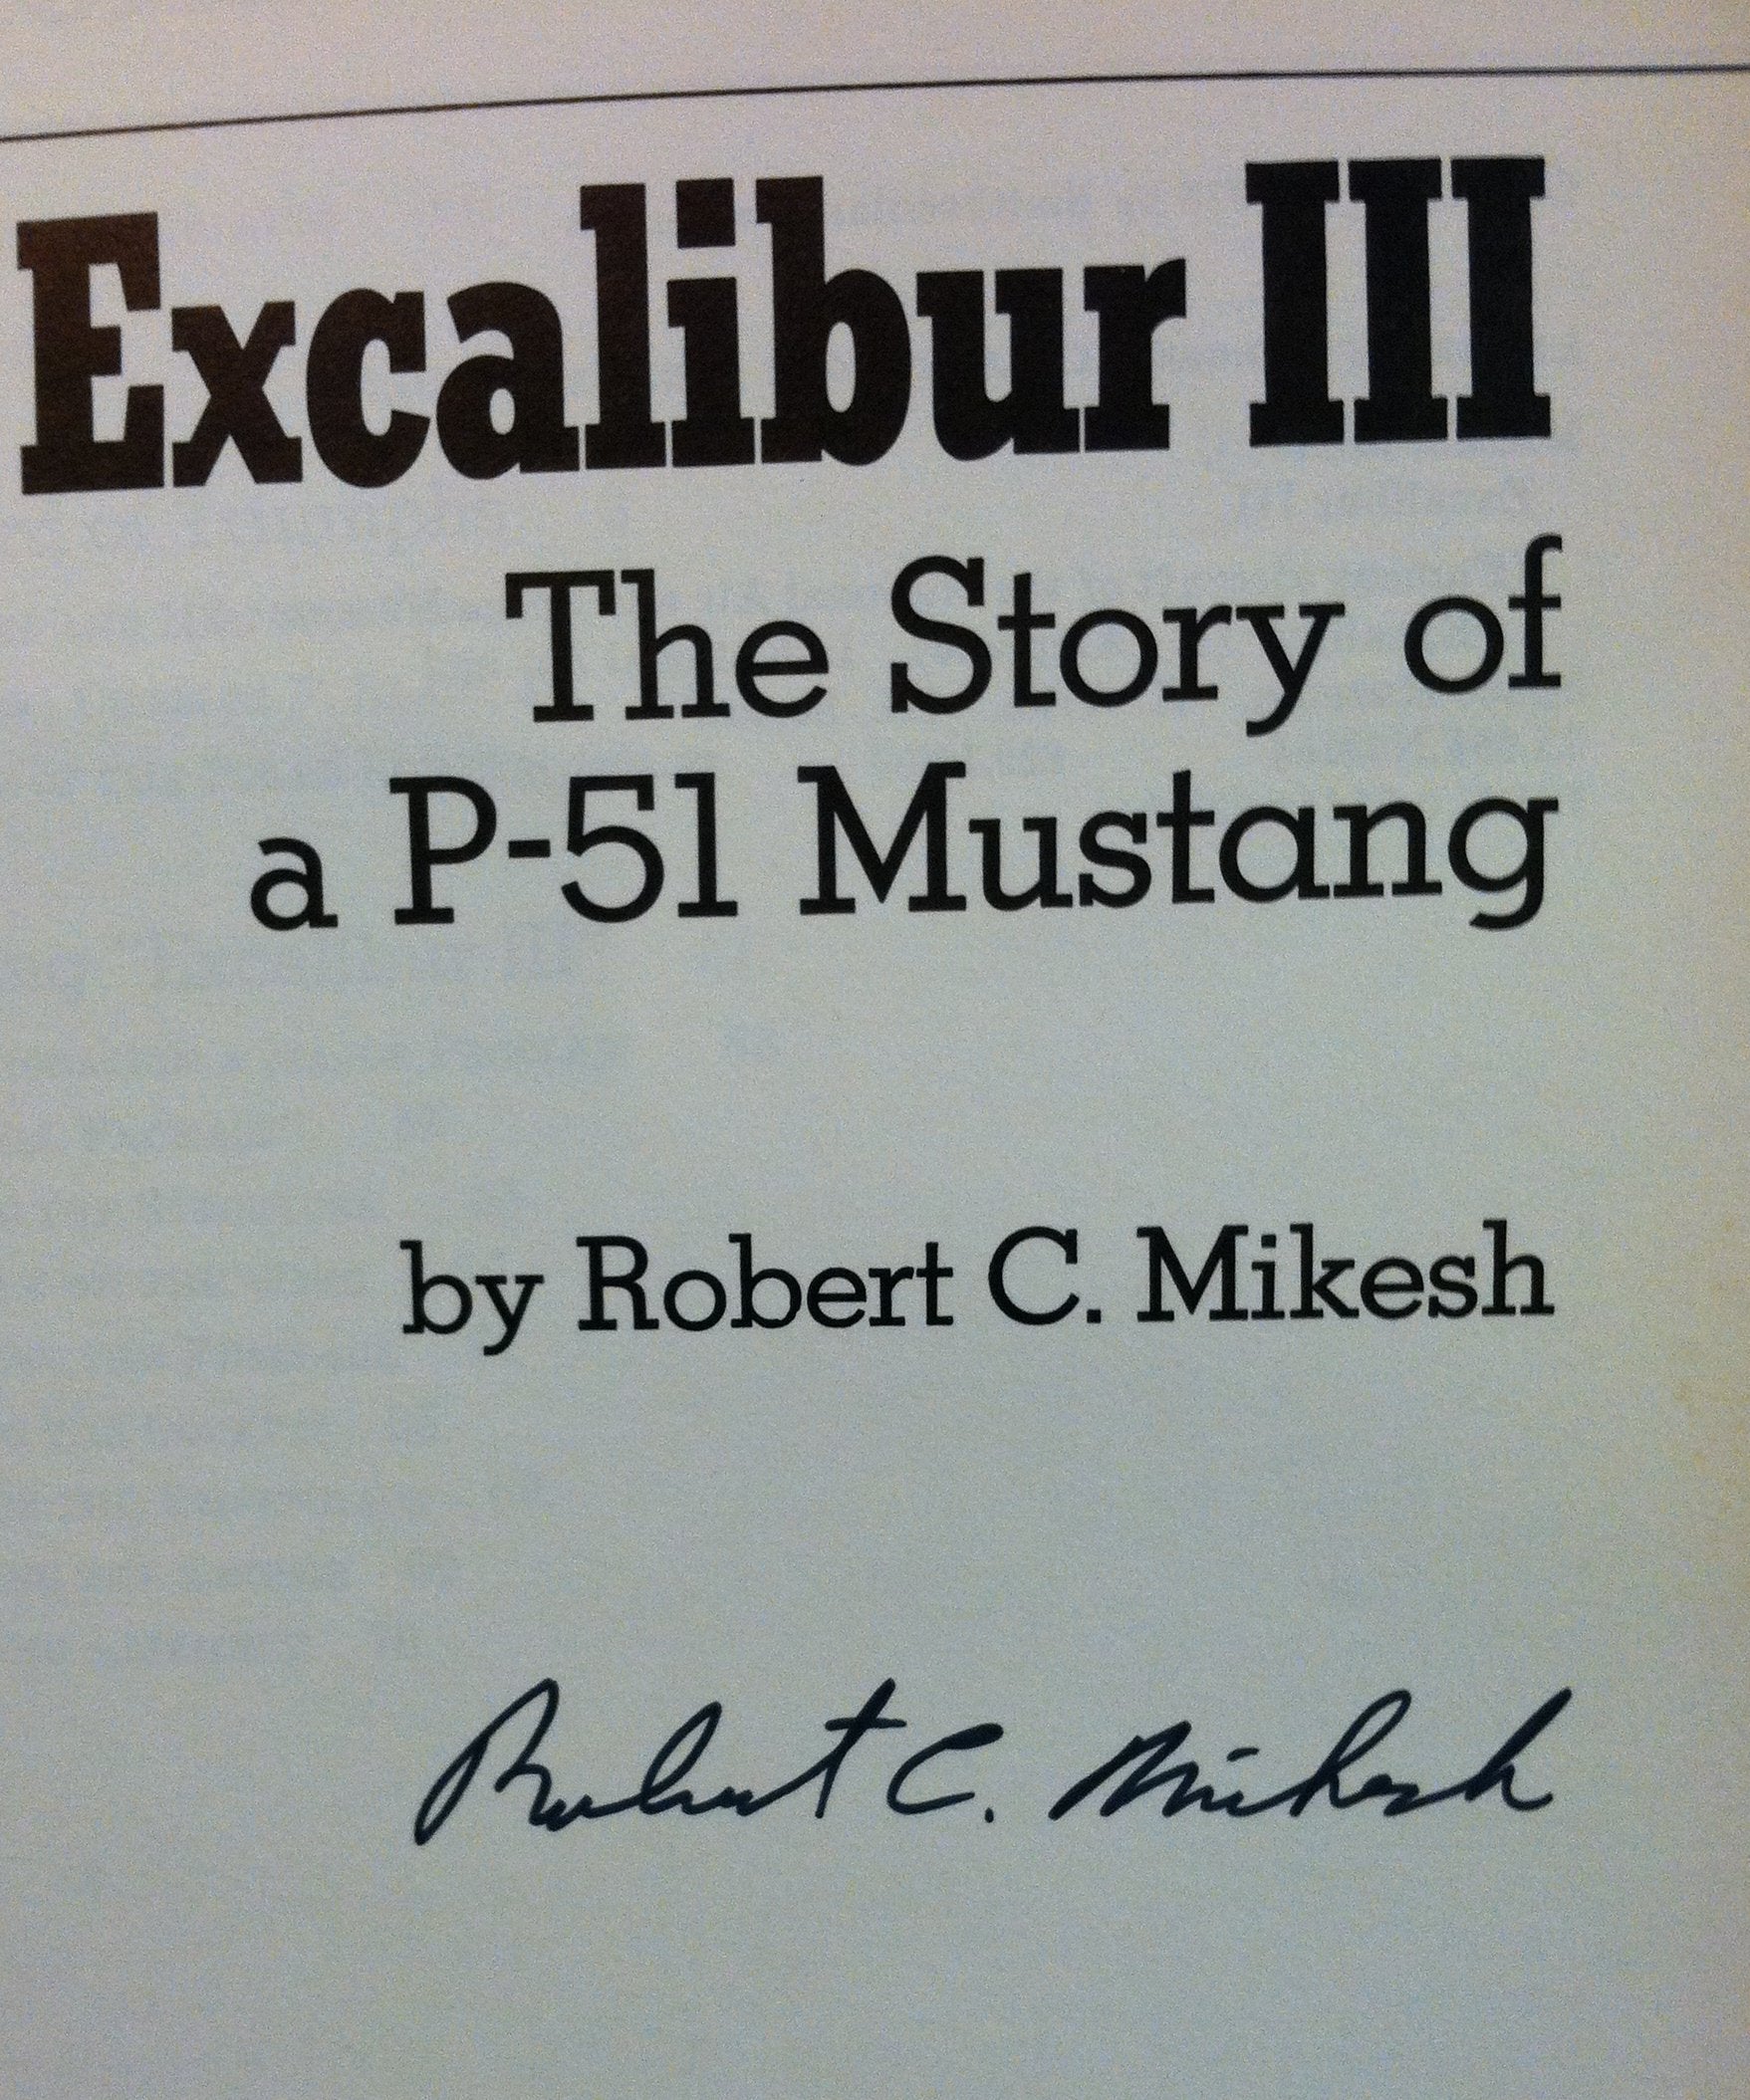 Excalibur III
The Story of
a P-51 Mustang
by Robert C. Mikesh
Robert C. Mikesh